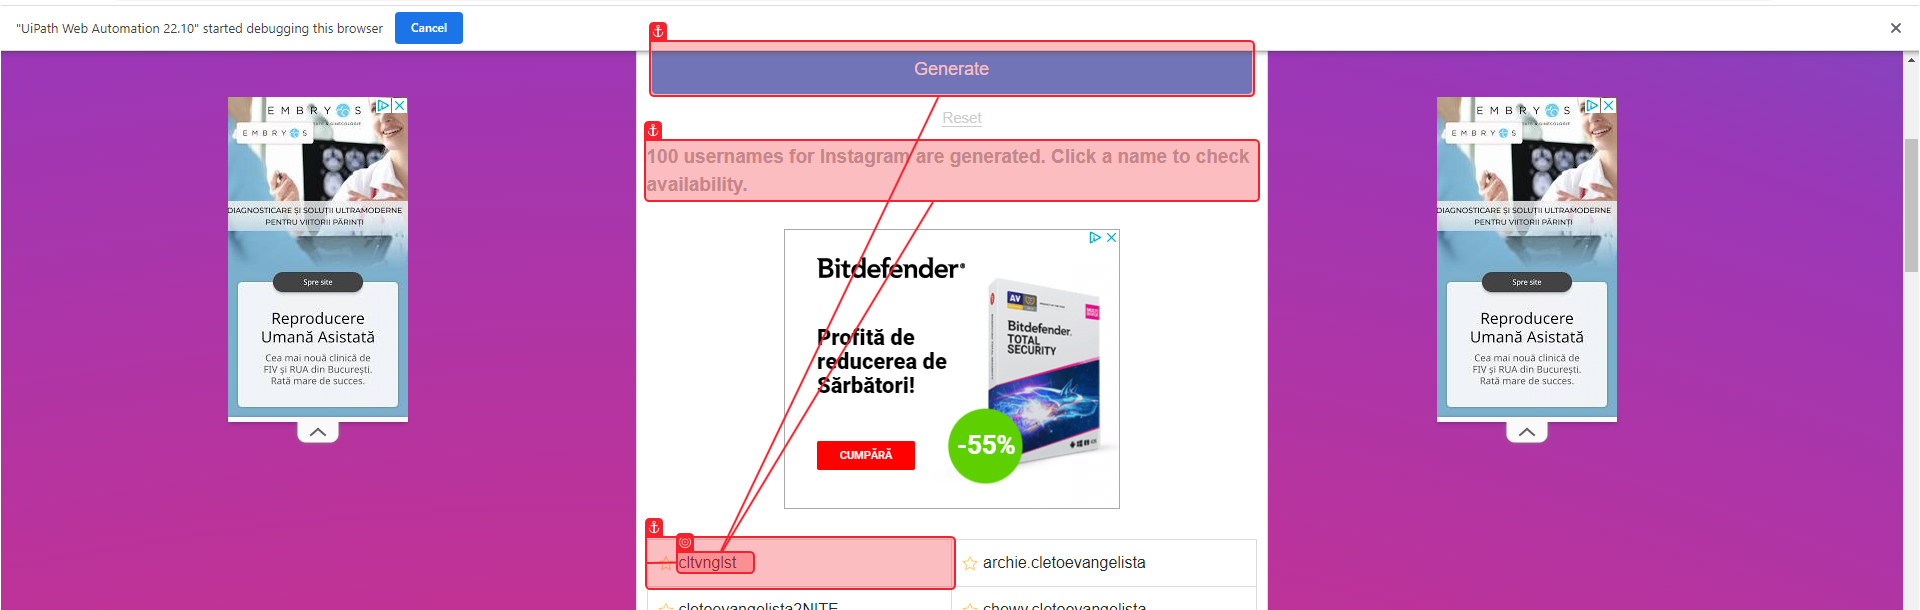 "UiPath Web Automation 22.10" started debugging this browser
Cancel
Generate
Reset
100 usernames for Instagram are generated. Click a name to check
availability.
EMBRYOS
EMBRYOS
DIAGNOSTICARE ȘI SOLUȚII ULTRAMODERNE
PENTRU VIITORII PĂRINȚI
Spre site
Reproducere
Umană Asistată
Cea mai nouă clinică de
FIV și RUA din București.
Rată mare de succes.
Bitdefender
Profită de
reducerea de
Sărbători!
CUMPĂRĂ
-55%
AV
Bitdefender.
TOTAL
SECURITY
EMBRYOS
EMBRYOS
DIAGNOSTICARE ȘI SOLUȚII ULTRAMODERNE
PENTRU VIITORII PĂRINȚI
Spre site
Reproducere
Umană Asistată
Cea mai nouă clinică de
FIV și RUA din București.
Rată mare de succes.
cltvnglst
archie.cletoevangelista
cletoevangelista2NITE
chewy.cletoevangelista